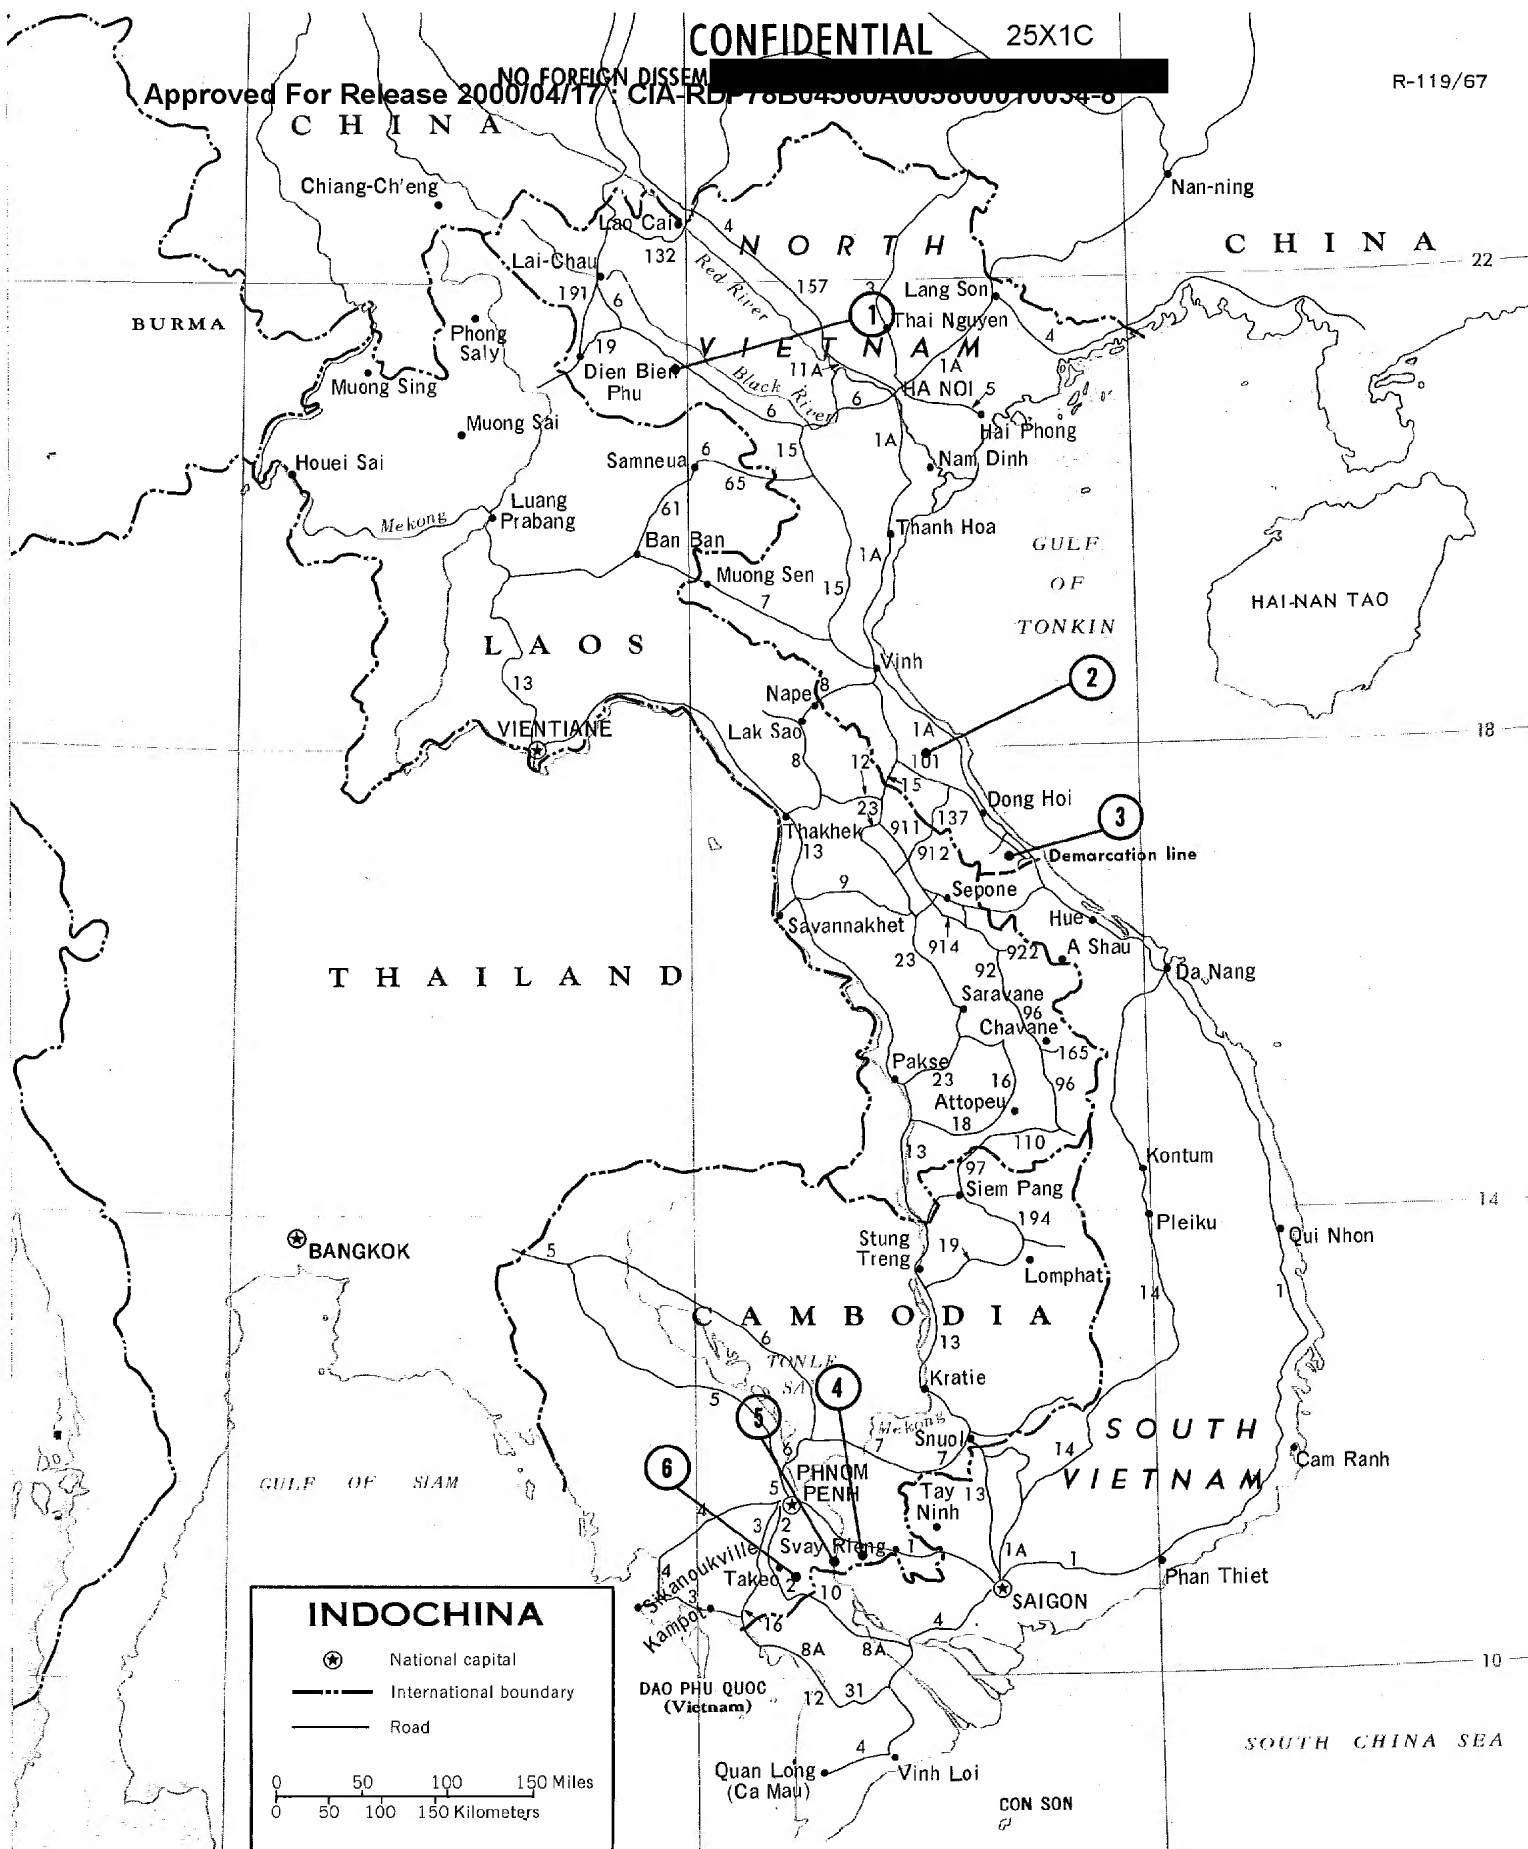 CONFIDENTIAL 25X1C
NO FOREIGN DISSEM
Approved For Release 2000/04/17 : CIA-RDP78B04560A005800010034-8
R-119/67
CHINA
Chiang-Ch'eng
Nan-ning
Lao Cai
4
NORTH
CHINA
132
Red River
22
Lai-Chau
191
6
157
3
Lang Son
1
Thai Nguyen
4
BURMA
Phong
Saly
19
VIETNAM
Dien Bien
Phu
11A
1A
Muong Sing
Black River
HA NOI
5
6
6
Hai Phong
Muong Sai
15
1A
Houei Sai
Samneua
6
Nam Dinh
65
Luang
Prabang
61
Mekong
Thanh Hoa
Ban Ban
1A
GULF
OF
TONKIN
Muong Sen
7
15
HAI-NAN TAO
LAOS
Vinh
13
2
Nape
8
VIENTIANE
Lak Sao
1A
18
8
12
101
15
Dong Hoi
23
137
3
Thakhek
911
13
912
Demarcation line
9
Sepone
Savannakhet
Hue
914
922
A Shau
23
92
THAILAND
Da Nang
Saravane
96
Chavane
165
Pakse
23
16
96
Attopeu
18
110
13
97
Kontum
Siem Pang
14
194
Pleiku
Stung
Treng
19
Qui Nhon
BANGKOK
5
Lomphat
14
1
CAMBODIA
6
13
TONLE
SAP
4
Kratie
5
5
Mekong
SOUTH
VIETNAM
Snuol
7
7
14
6
6
PHNOM
PENH
Cam Ranh
GULF OF SIAM
5
Tay
Ninh
13
4
3
2
Svay Rieng
1
1A
1
Sikanoukville
Takeo
2
10
Phan Thiet
4
3
SAIGON
Kampot
16
4
8A
8A
10
DAO PHU QUOC
(Vietnam)
12
31
SOUTH CHINA SEA
4
Quan Long
(Ca Mau)
Vinh Loi
CON SON
INDOCHINA
National capital
International boundary
Road
0 50 100 150 Miles
0 50 100 150 Kilometers